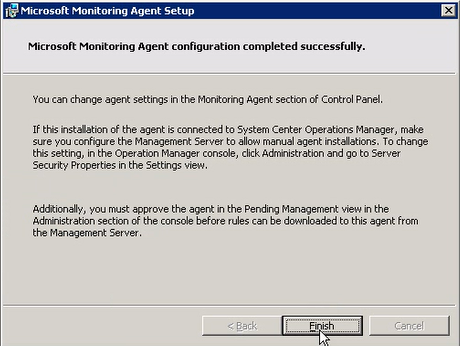 Microsoft Monitoring Agent Setup
Microsoft Monitoring Agent configuration completed successfully.
You can change agent settings in the Monitoring Agent section of Control Panel.
If this installation of the agent is connected to System Center Operations Manager, make
sure you configure the Management Server to allow manual agent installations. To change
this setting, in the Operation Manager console, click Administration and go to Server
Security Properties in the Settings view.
Additionally, you must approve the agent in the Pending Management view in the
Administration section of the console before rules can be downloaded to this agent from
the Management Server.
< Back Finish Cancel